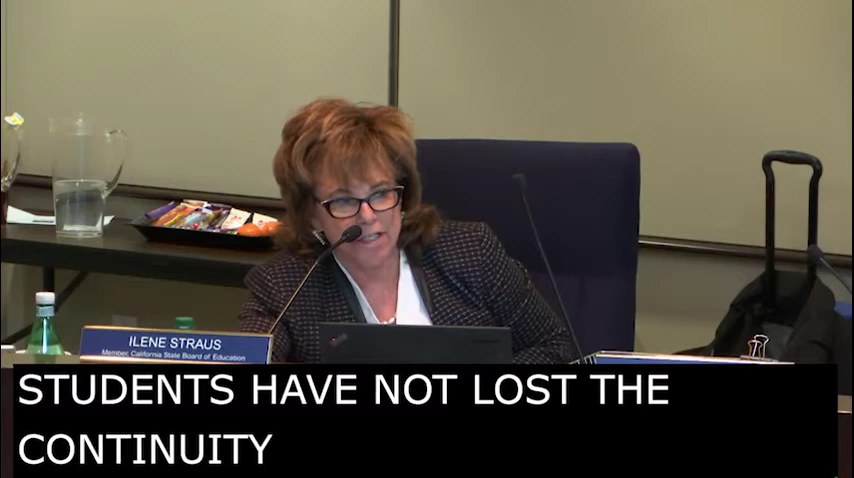 ILENE STRAUS
Member, California State Board of Education
STUDENTS HAVE NOT LOST THE
CONTINUITY